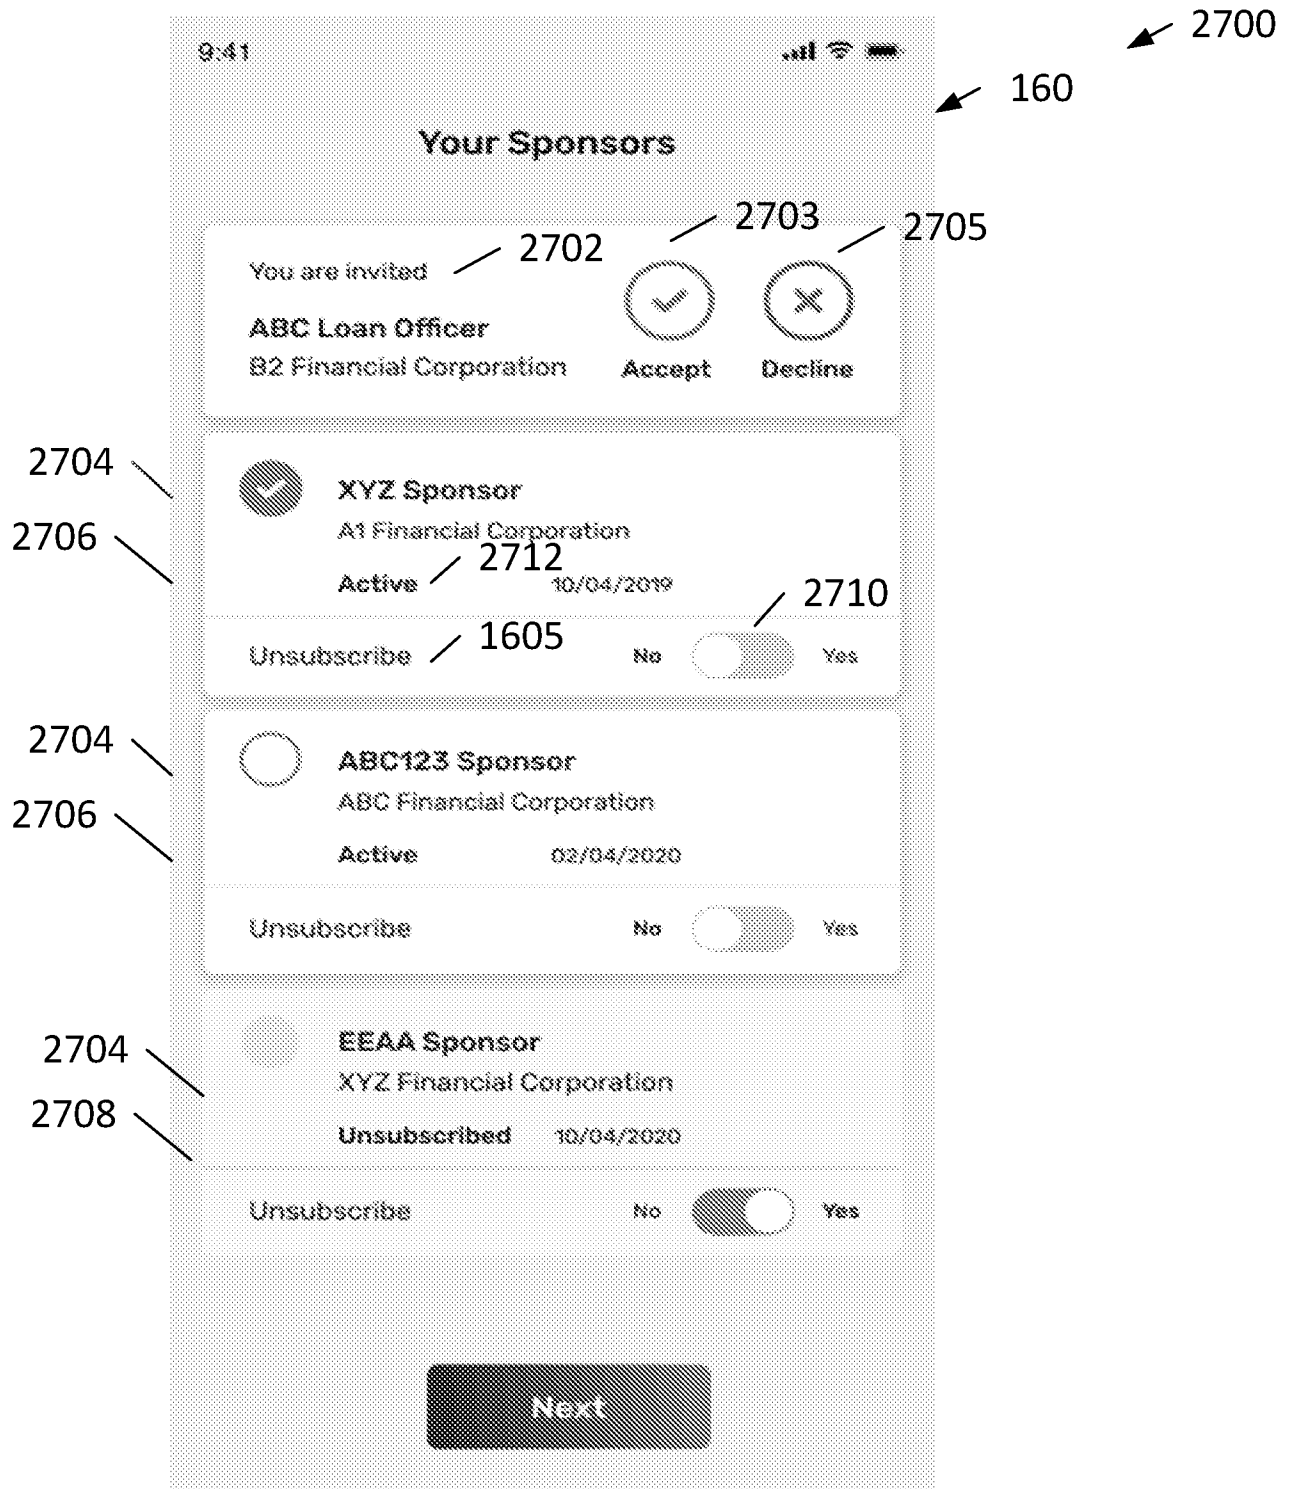 2700
9:41
160
Your Sponsors
2703
2705
2702
You are invited
ABC Loan Officer
B2 Financial Corporation
Accept
Decline
2704
XYZ Sponsor
A1 Financial Corporation
2706
2712
Active 10/04/2019
2710
1605
Unsubscribe No Yes
2704
ABC123 Sponsor
ABC Financial Corporation
2706
Active 02/04/2020
Unsubscribe No Yes
2704
EEAA Sponsor
XYZ Financial Corporation
2708
Unsubscribed 10/04/2020
Unsubscribe No Yes
Next